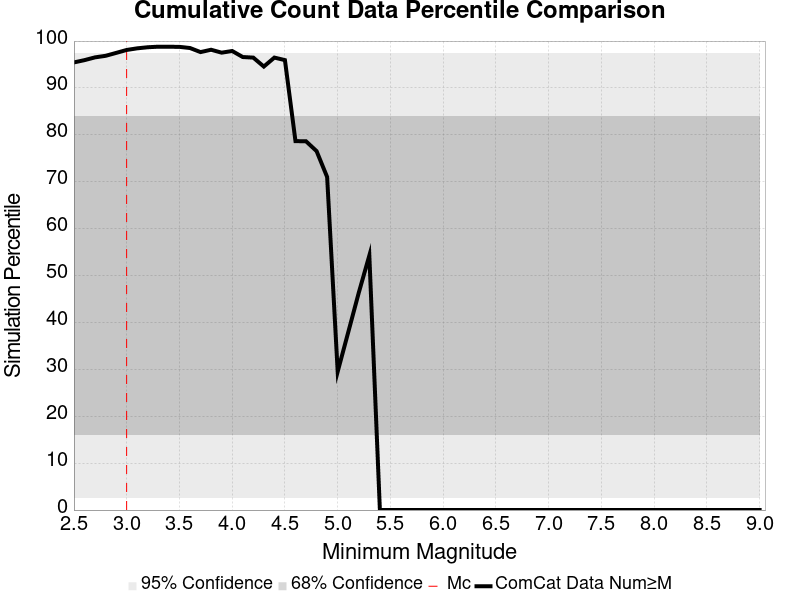 Cumulative Count Data Percentile Comparison
100
90
80
70
60
50
40
30
20
10
0
Simulation Percentile
2.5 3.0 3.5 4.0 4.5 5.0 5.5 6.0 6.5 7.0 7.5 8.0 8.5 9.0
Minimum Magnitude
95% Confidence 68% Confidence Mc ComCat Data Num≥M